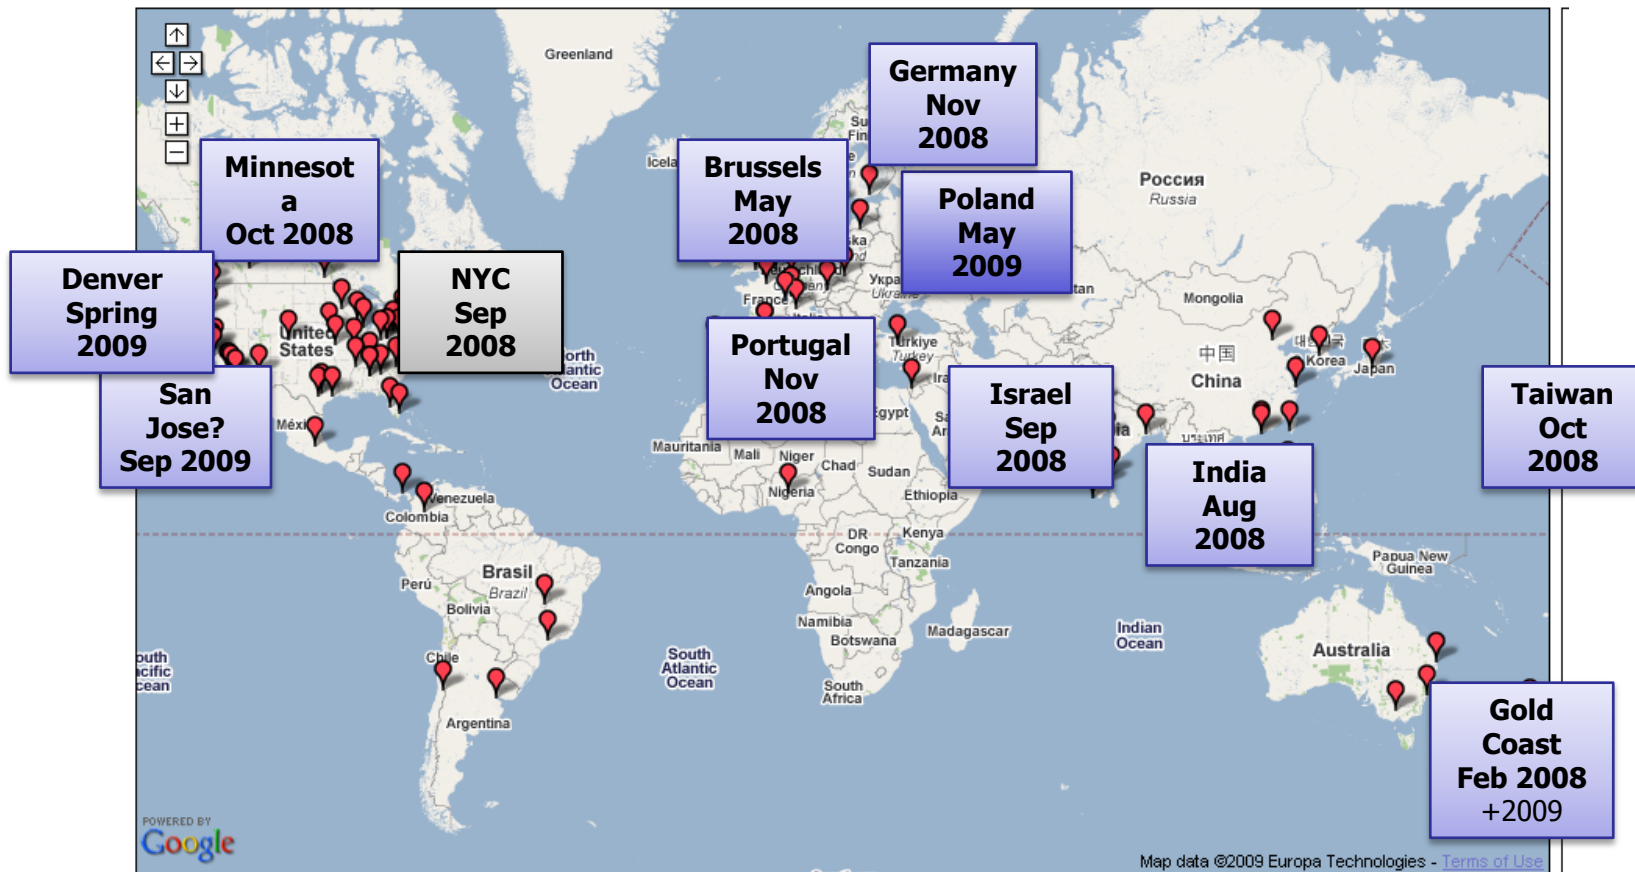 Greenland
Germany
Nov
2008
Minnesot
a
Oct 2008
Brussels
May
2008
Poland
May
2009
Россия
Russia
Denver
Spring
2009
NYC
Sep
2008
United
States
France
Mongolia
中国
China
Korea
Japan
Türkiye
Turkey
Portugal
Nov
2008
San
Jose?
Sep 2009
Israel
Sep
2008
India
Aug
2008
Taiwan
Oct
2008
Egypt
Mauritania
Mali
Niger
Chad
Sudan
Nigeria
Ethiopia
Venezuela
Colombia
DR
Congo
Kenya
Tanzania
Papua New
Guinea
Perú
Brasil
Brazil
Bolivia
Angola
Namibia
Botswana
Madagascar
Indian
Ocean
Australia
Chile
South
Atlantic
Ocean
South
Africa
Argentina
Gold
Coast
Feb 2008
+2009
POWERED BY
Google
Map data ©2009 Europa Technologies - Terms of Use